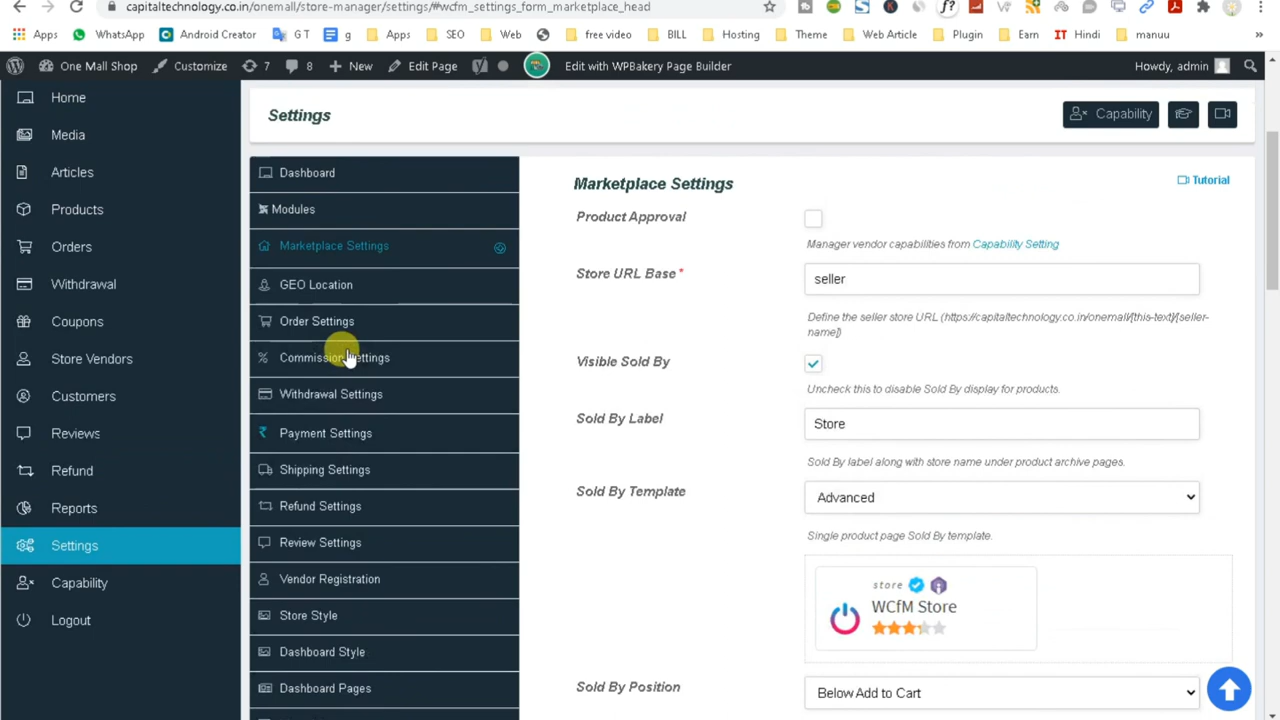 capitaltechnology.co.in/onemall/store-manager/settings/#wcfm_settings_form_marketplace_head
Apps WhatsApp Android Creator G T g Apps SEO Web free video BILL Hosting Theme Web Article Plugin Earn IT Hindi manuu »
One Mall Shop Customize 7 8 New Edit Page Edit with WPBakery Page Builder Howdy, admin
Home
Media
Articles
Products
Orders
Withdrawal
Coupons
Store Vendors
Customers
Reviews
Refund
Reports
Settings
Capability
Logout
Settings
Capability
Dashboard
Modules
Marketplace Settings
GEO Location
Order Settings
Commission Settings
Withdrawal Settings
Payment Settings
Shipping Settings
Refund Settings
Review Settings
Vendor Registration
Store Style
Dashboard Style
Dashboard Pages
Marketplace Settings
Tutorial
Product Approval
Manager vendor capabilities from Capability Setting
Store URL Base*
seller
Define the seller store URL (https://capitaltechnology.co.in/onemall/[this-text]/[seller-
name])
Visible Sold By
Uncheck this to disable Sold By display for products.
Sold By Label
Store
Sold By label along with store name under product archive pages.
Sold By Template
Advanced
Single product page Sold By template.
store
WCfM Store
Sold By Position
Below Add to Cart